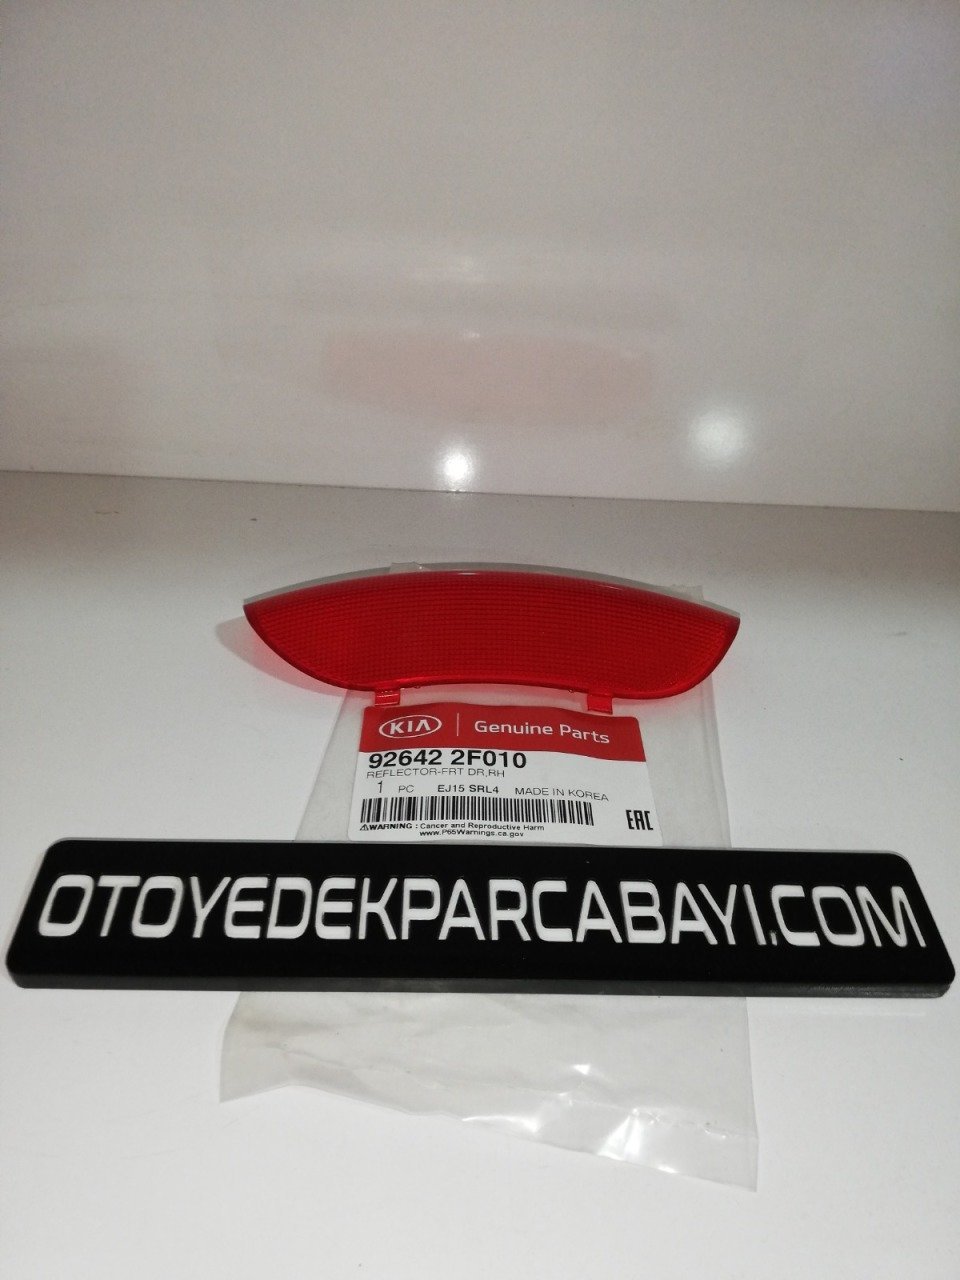 KIA Genuine Parts
92642 2F010
REFLECTOR-FRT DR,RH
1 PC EJ15 SRL4 MADE IN KOREA
EAC
WARNING : Cancer and Reproductive Harm
www.P65Warnings.ca.gov
OTOYEDEKPARCABAYI.COM